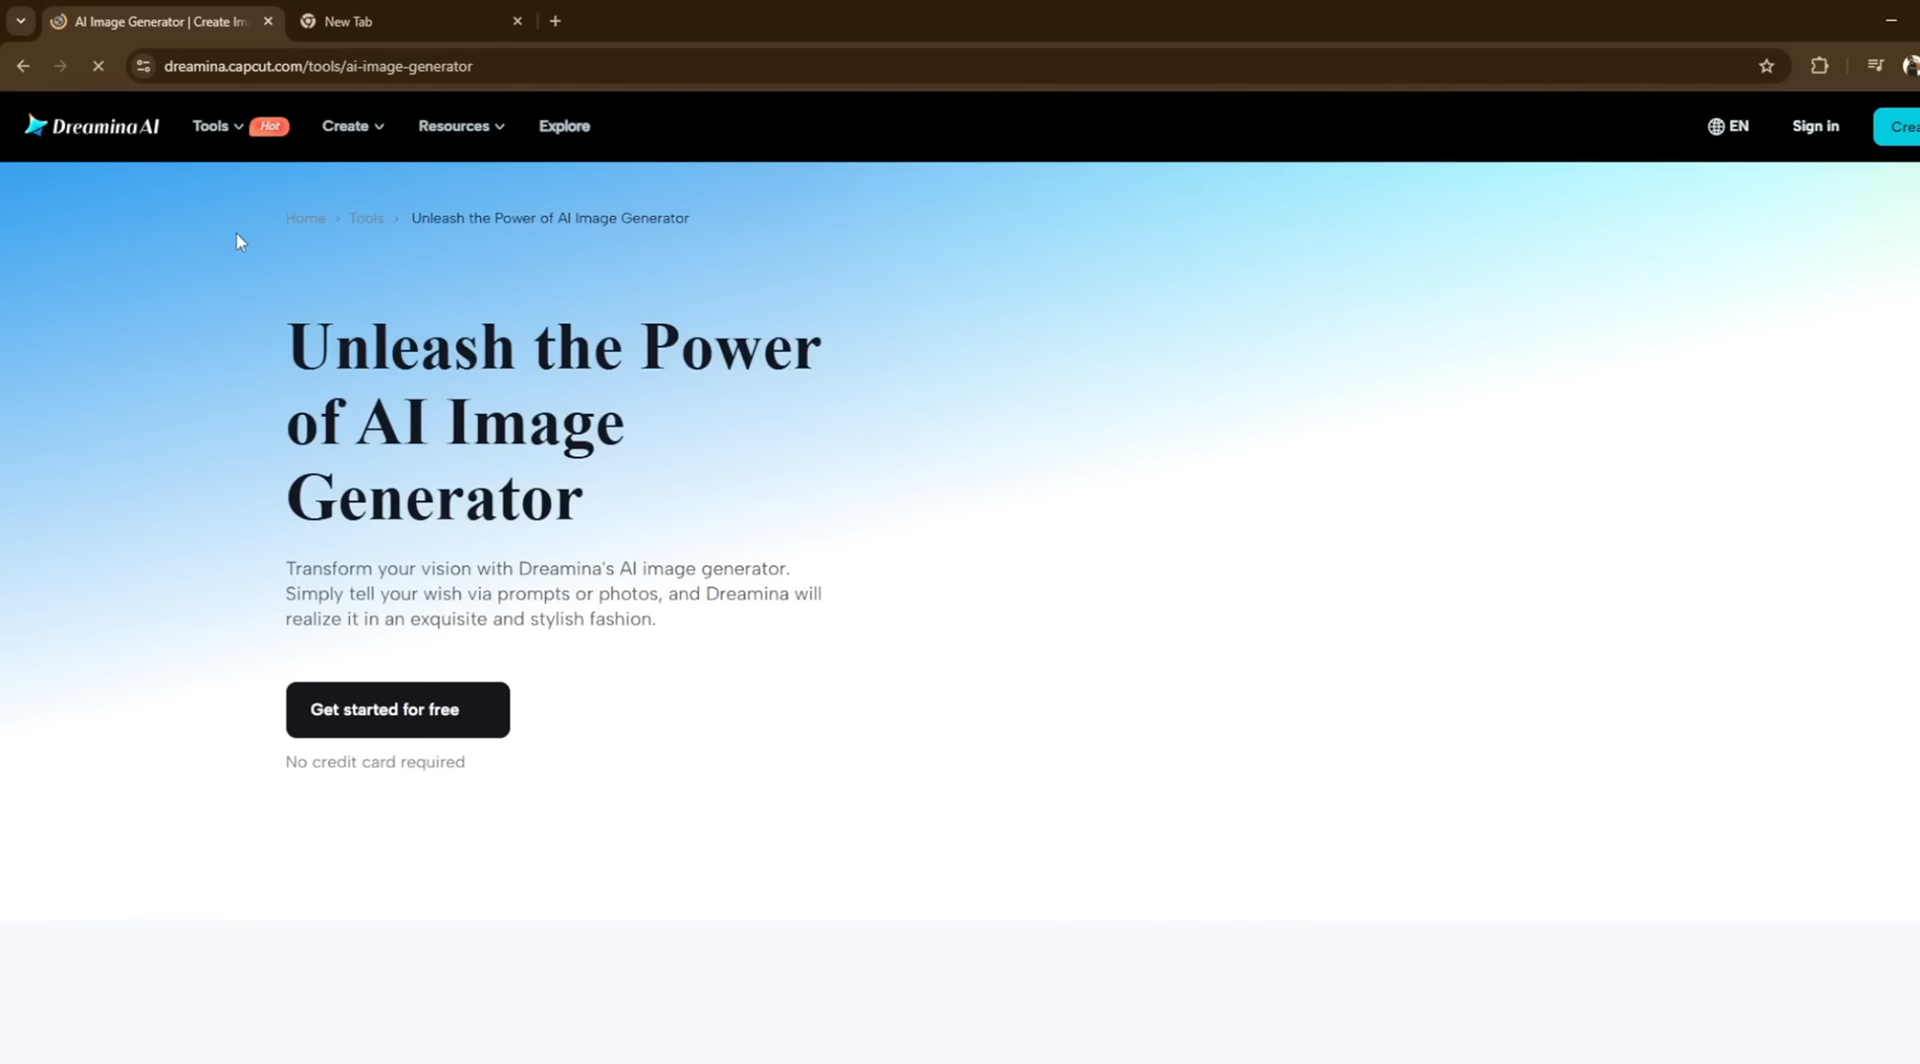 AI Image Generator | Create Im
New Tab
dreamina.capcut.com/tools/ai-image-generator
Dreamina AI
Tools
Hot
Create
Resources
Explore
EN
Sign in
Crea
Home › Tools › Unleash the Power of AI Image Generator
Unleash the Power
of AI Image
Generator
Transform your vision with Dreamina's AI image generator.
Simply tell your wish via prompts or photos, and Dreamina will
realize it in an exquisite and stylish fashion.
Get started for free
No credit card required